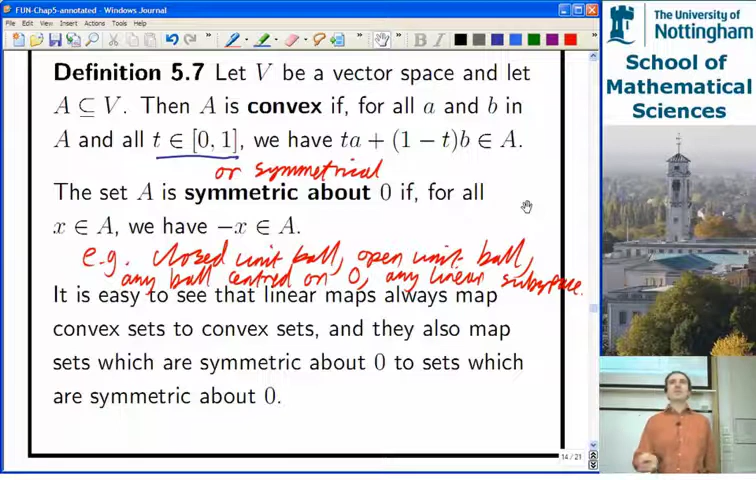 FUN-Chap5-annotated - Windows Journal
File Edit View Insert Actions Tools Help
Definition 5.7 Let V be a vector space and let
A ⊆ V. Then A is convex if, for all a and b in
A and all t ∈ [0, 1], we have ta + (1 − t)b ∈ A.
or symmetrical
The set A is symmetric about 0 if, for all
x ∈ A, we have −x ∈ A.
e.g. closed unit ball, open unit ball,
any ball centred on 0, any linear subspace.
It is easy to see that linear maps always map
convex sets to convex sets, and they also map
sets which are symmetric about 0 to sets which
are symmetric about 0.
14 / 21
The University of
Nottingham
School of
Mathematical
Sciences